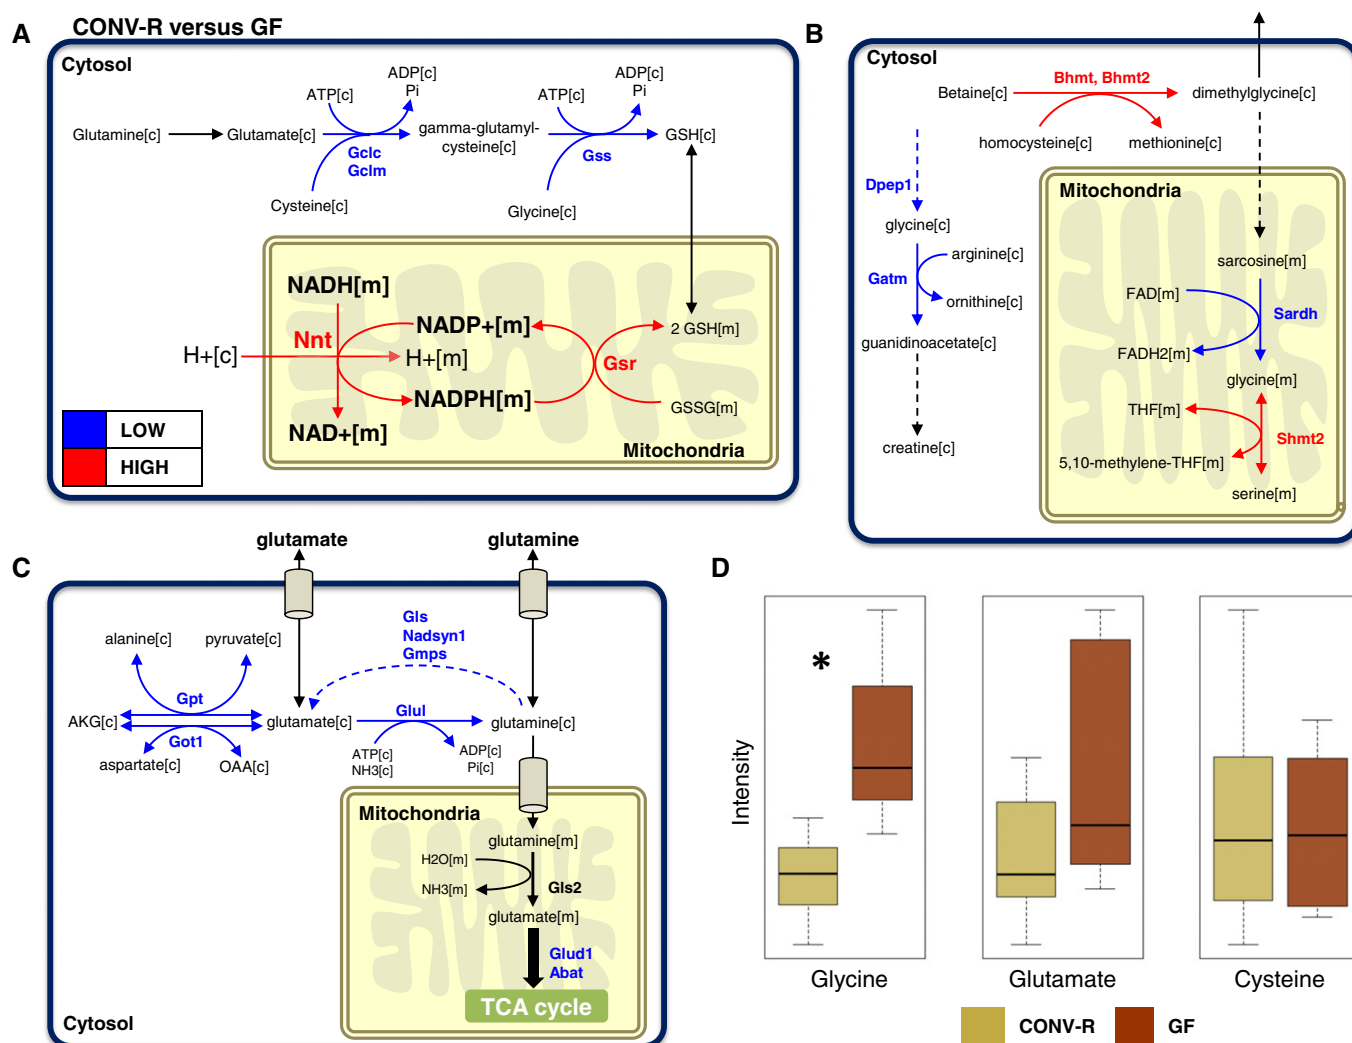 A
CONV-R versus GF
Cytosol
ADP[c]
Pi
ATP[c]
ADP[c]
Pi
ATP[c]
Glutamine[c]
Glutamate[c]
gamma-glutamyl-
cysteine[c]
GSH[c]
Gclc
Gclm
Gss
Cysteine[c]
Glycine[c]
NADH[m]
NADP+[m]
2 GSH[m]
Nnt
H+[c]
H+[m]
Gsr
NADPH[m]
GSSG[m]
NAD+[m]
Mitochondria
LOW
HIGH
B
Cytosol
Bhmt, Bhmt2
Betaine[c]
dimethylglycine[c]
homocysteine[c]
methionine[c]
Dpep1
glycine[c]
arginine[c]
Gatm
ornithine[c]
guanidinoacetate[c]
creatine[c]
Mitochondria
sarcosine[m]
FAD[m]
Sardh
FADH2[m]
glycine[m]
THF[m]
Shmt2
5,10-methylene-THF[m]
serine[m]
C
glutamate
glutamine
Gls
Nadsyn1
Gmps
alanine[c]
pyruvate[c]
Gpt
AKG[c]
glutamate[c]
Glul
glutamine[c]
Got1
aspartate[c]
OAA[c]
ATP[c]
NH3[c]
ADP[c]
Pi[c]
Mitochondria
glutamine[m]
H2O[m]
NH3[m]
Gls2
glutamate[m]
Glud1
Abat
TCA cycle
Cytosol
D
Intensity
*
Glycine
Glutamate
Cysteine
CONV-R
GF